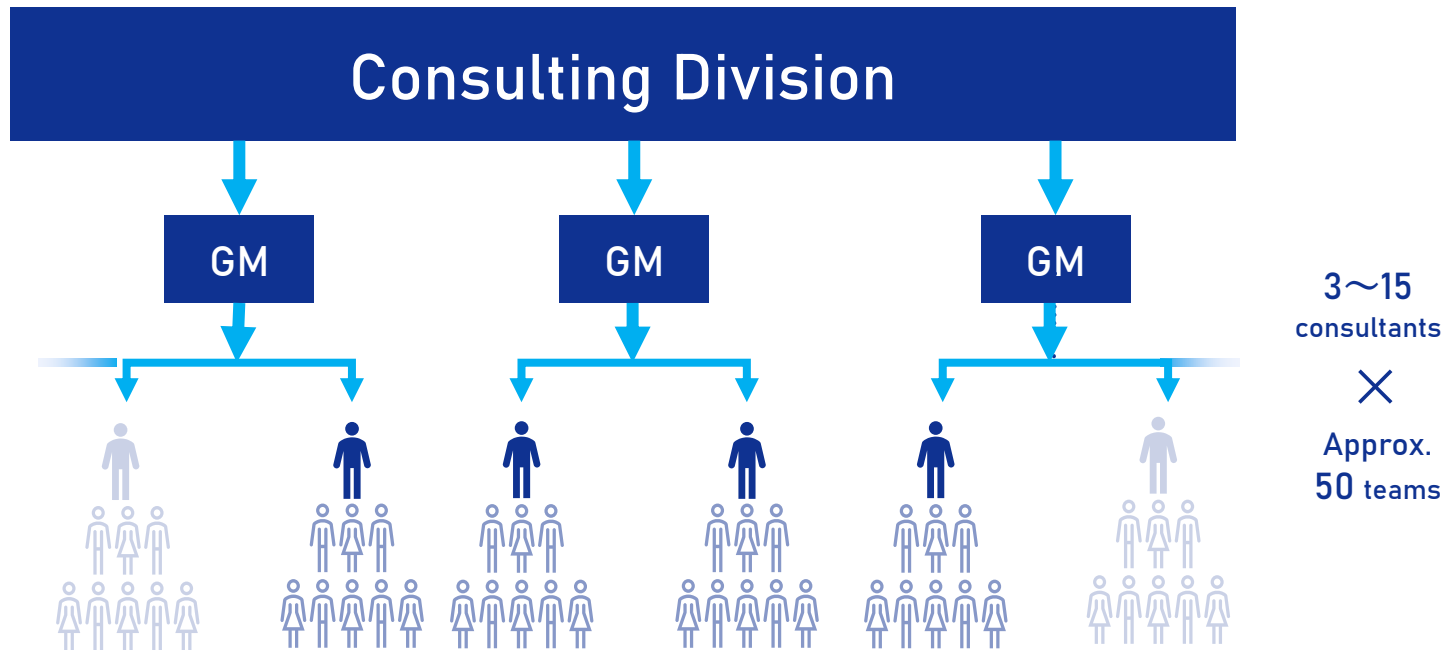 Consulting Division
GM
GM
GM
3～15
consultants
×
Approx.
50 teams